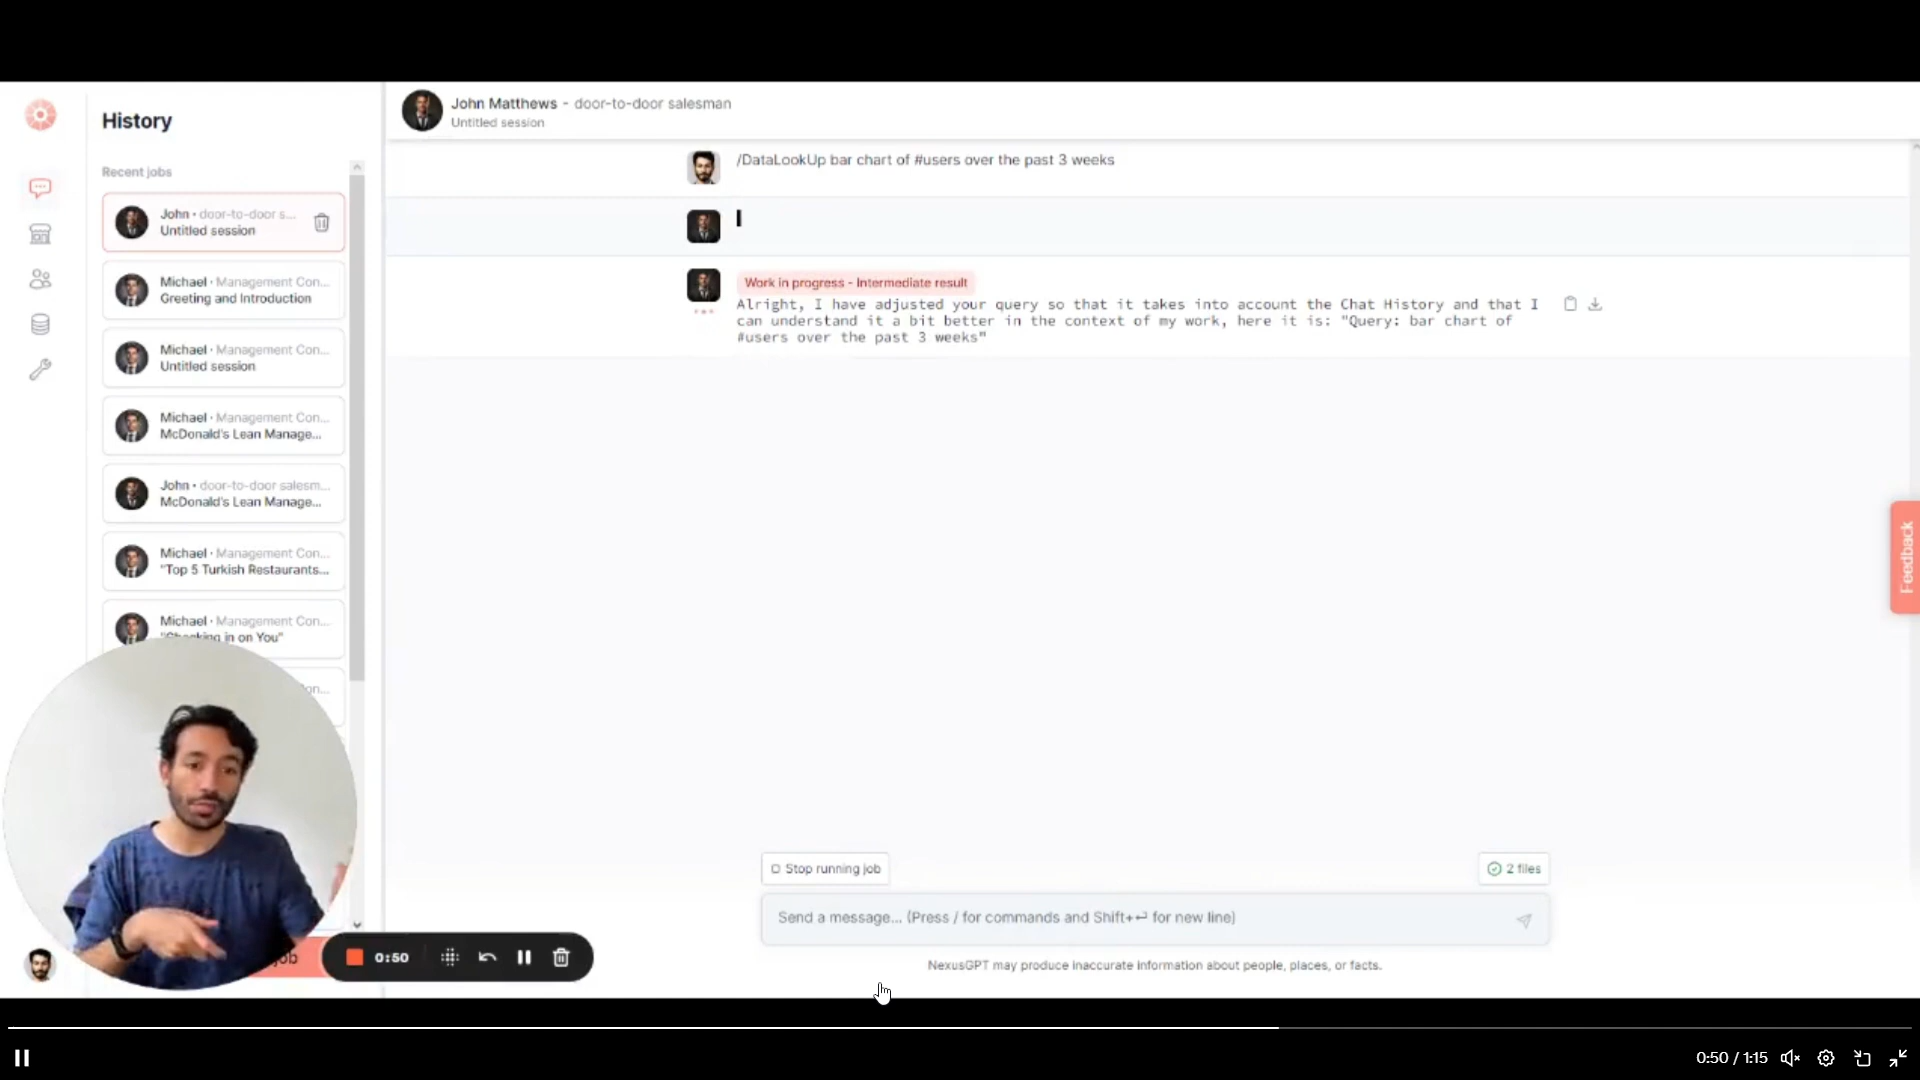 History
Recent jobs
John • door-to-door s...
Untitled session
Michael • Management Con...
Greeting and Introduction
Michael • Management Con...
Untitled session
Michael • Management Con...
McDonald's Lean Manage...
John • door-to-door salesm...
McDonald's Lean Manage...
Michael • Management Con...
"Top 5 Turkish Restaurants...
Michael • Management Con...
"Checking in on You"
John Matthews - door-to-door salesman
Untitled session
/DataLookUp bar chart of #users over the past 3 weeks
Work in progress - Intermediate result
Alright, I have adjusted your query so that it takes into account the Chat History and that I
can understand it a bit better in the context of my work, here it is: "Query: bar chart of
#users over the past 3 weeks"
Feedback
Stop running job
2 files
Send a message... (Press / for commands and Shift+⏎ for new line)
NexusGPT may produce inaccurate information about people, places, or facts.
0:50
0:50 / 1:15